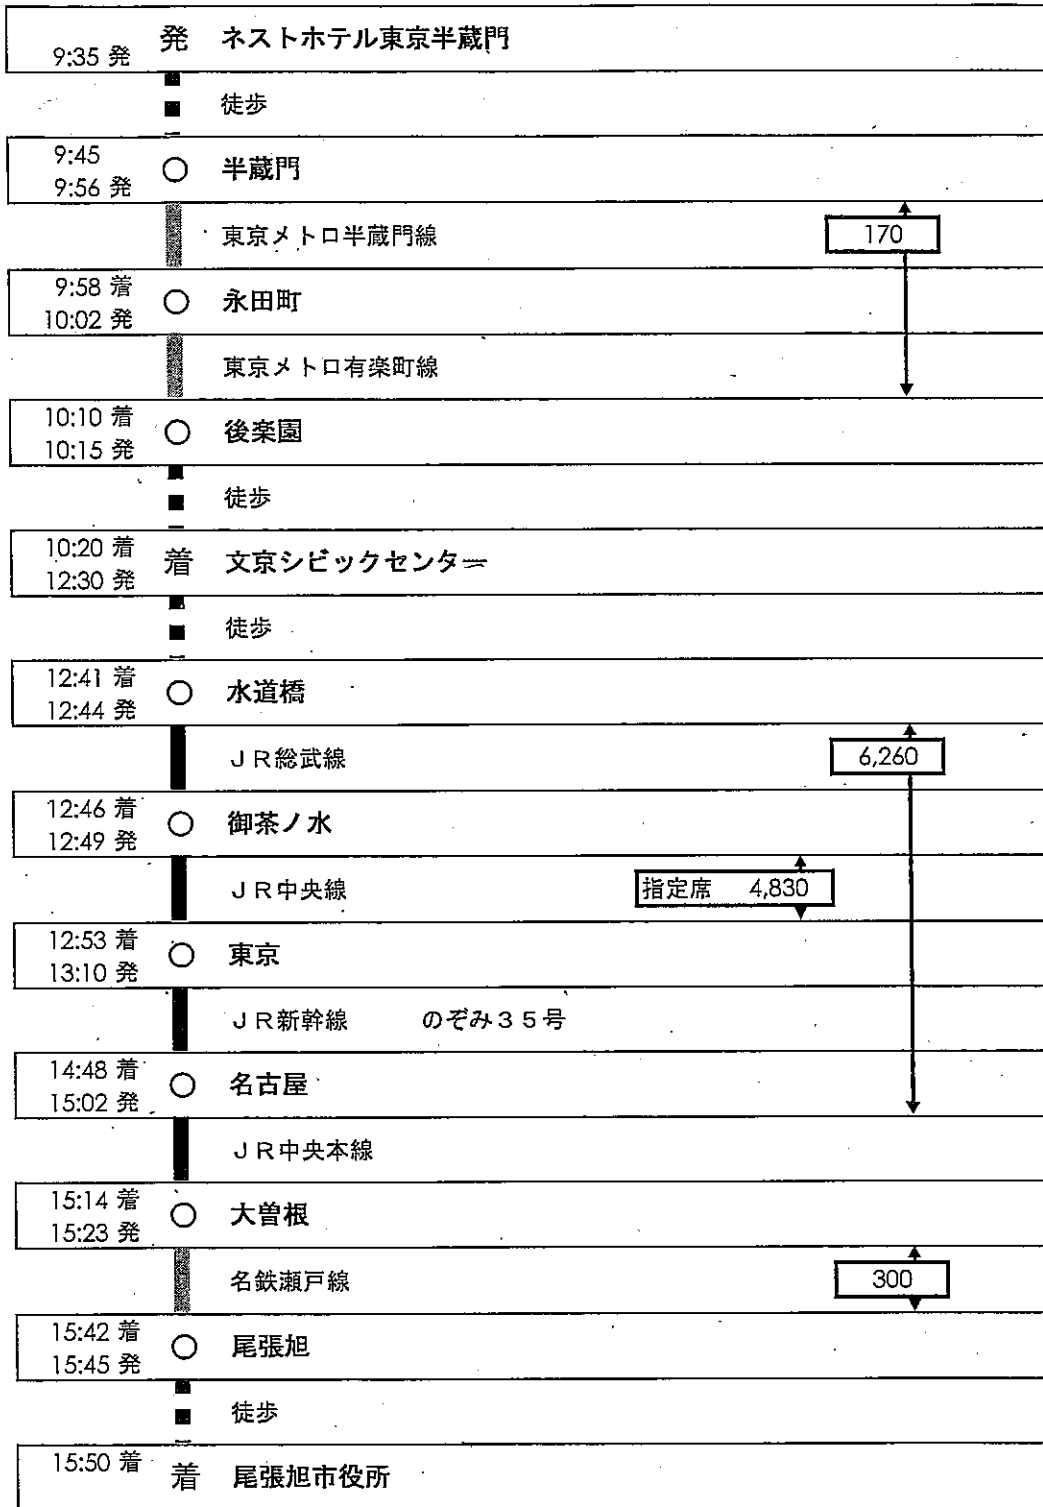 9:35 発 発 ネストホテル東京半蔵門
徒歩
9:45
9:56 発 ○ 半蔵門
東京メトロ半蔵門線 170
9:58 着
10:02 発 ○ 永田町
東京メトロ有楽町線
10:10 着
10:15 発 ○ 後楽園
徒歩
10:20 着
12:30 発 着 文京シビックセンター
徒歩
12:41 着
12:44 発 ○ 水道橋
JR総武線 6,260
12:46 着
12:49 発 ○ 御茶ノ水
JR中央線 指定席 4,830
12:53 着
13:10 発 ○ 東京
JR新幹線 のぞみ35号
14:48 着
15:02 発 ○ 名古屋
JR中央本線
15:14 着
15:23 発 ○ 大曽根
名鉄瀬戸線 300
15:42 着
15:45 発 ○ 尾張旭
徒歩
15:50 着 着 尾張旭市役所